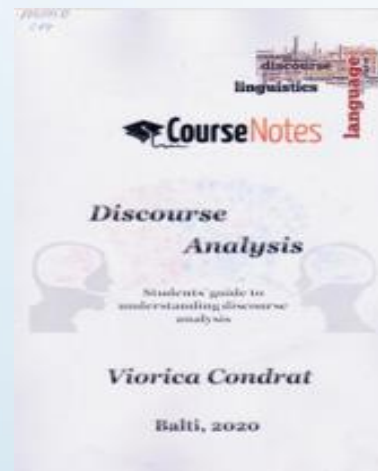 discourse
linguistics
language
CourseNotes
Discourse
Analysis
Students' guide to
understanding discourse
analysis
Viorica Condrat
Balti, 2020